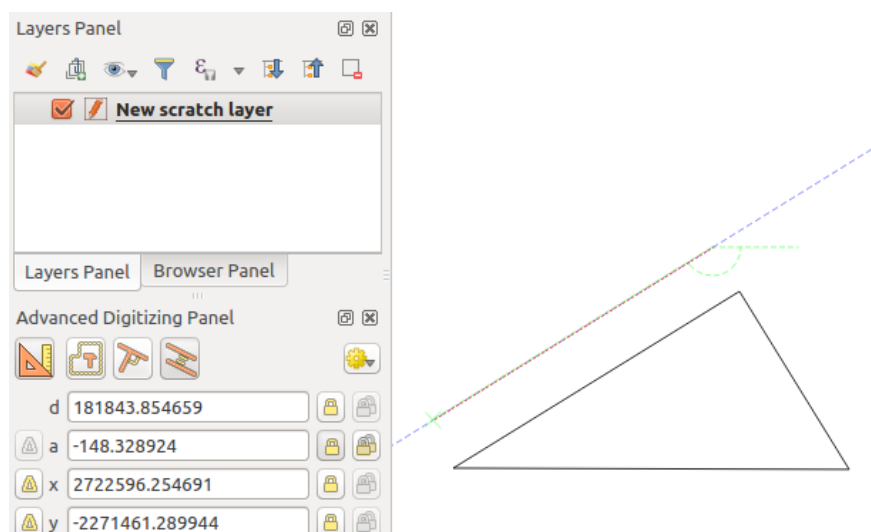 Layers Panel
New scratch layer
Layers Panel Browser Panel
Advanced Digitizing Panel
d 181843.854659
a -148.328924
x 2722596.254691
y -2271461.289944